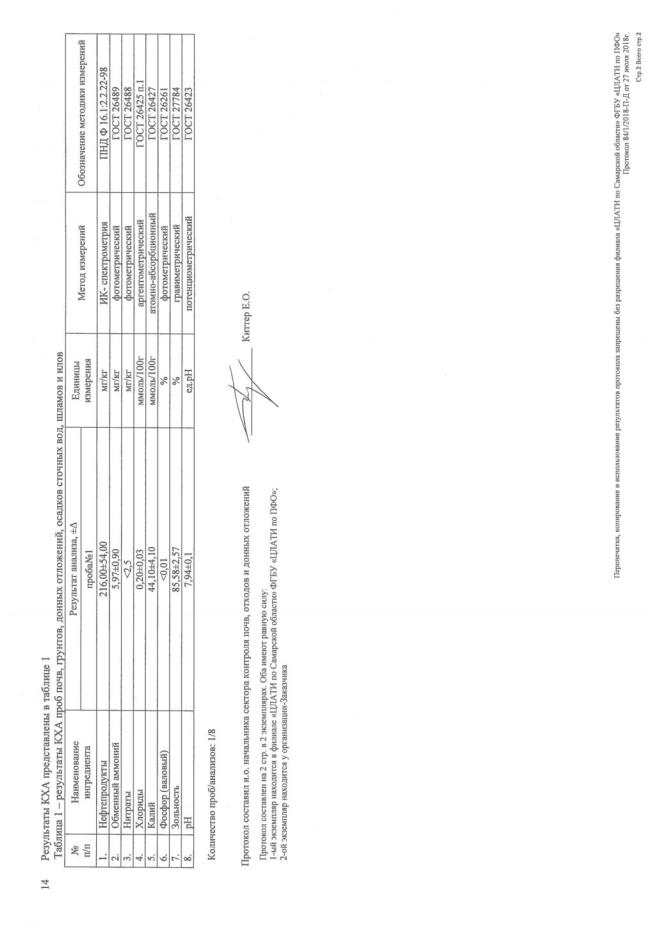 14
Результаты КХА представлены в таблице 1
Таблица 1 – результаты КХА проб почв, грунтов, донных отложений, осадков сточных вод, шламов и илов
№ п/п | Наименование ингредиента | Результат анализа, ±Δ проба№1 | Единицы измерения | Метод измерений | Обозначение методики измерений
1. | Нефтепродукты | 216,00±54,00 | мг/кг | ИК- спектрометрия | ПНД Ф 16.1:2.2.22-98
2. | Обменный аммоний | 5,97±0,90 | мг/кг | фотометрический | ГОСТ 26489
3. | Нитраты | <2,5 | мг/кг | фотометрический | ГОСТ 26488
4. | Хлориды | 0,20±0,03 | ммоль/100г | аргентометрический | ГОСТ 26425 п.1
5. | Калий | 44,10±4,10 | ммоль/100г | атомно-абсорбционный | ГОСТ 26427
6. | Фосфор (валовый) | <0,01 | % | фотометрический | ГОСТ 26261
7. | Зольность | 85,58±2,57 | % | гравиметрический | ГОСТ 27784
8. | pH | 7,94±0,1 | ед.pH | потенциометрический | ГОСТ 26423
Количество проб/анализов: 1/8
Протокол составил и.о. начальника сектора контроля почв, отходов и донных отложений Киттер Е.О.
Протокол составлен на 2 стр. в 2 экземплярах. Оба имеют равную силу:
1-ый экземпляр находится в филиале «ЦЛАТИ по Самарской области» ФГБУ «ЦЛАТИ по ПФО»;
2-ой экземпляр находится у организации-Заказчика
Перепечатка, копирование и использование результатов протокола запрещены без разрешения филиала «ЦЛАТИ по Самарской области» ФГБУ «ЦЛАТИ по ПФО»
Протокол 84/1/2018-П-Д от 27 июля 2018г.
Стр.2 Всего стр.2